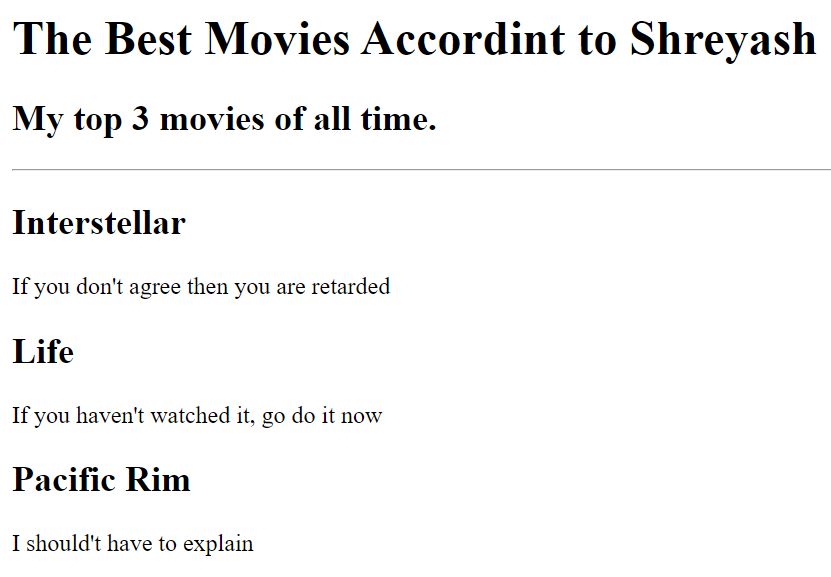 The Best Movies Accordint to Shreyash
My top 3 movies of all time.
Interstellar
If you don't agree then you are retarded
Life
If you haven't watched it, go do it now
Pacific Rim
I should't have to explain